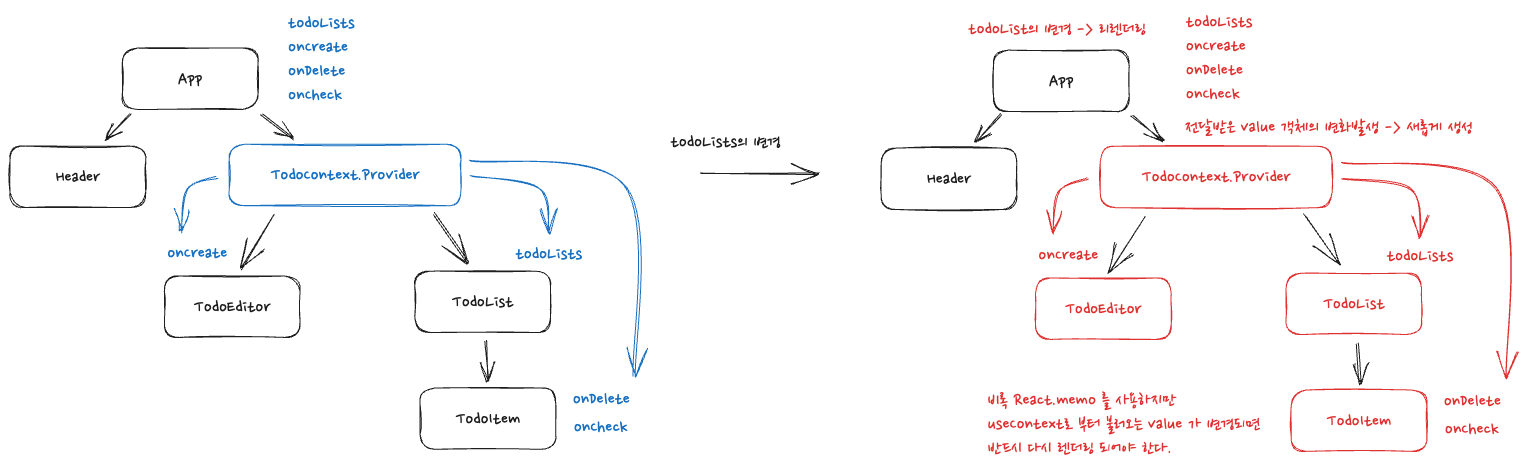 todoLists
oncreate
onDelete
oncheck
App
Header
Todocontext.Provider
oncreate
todoLists
TodoEditor
TodoList
TodoItem
onDelete
oncheck
todoLists의 변경
todoList의 변경 -> 리렌더링
todoLists
oncreate
onDelete
oncheck
App
전달받은 value 객체의 변화발생 -> 새롭게 생성
Header
Todocontext.Provider
oncreate
todoLists
TodoEditor
TodoList
비록 React.memo 를 사용하지만
usecontext로 부터 불러오는 value 가 변경되면
반드시 다시 렌더링 되어야 한다.
TodoItem
onDelete
oncheck